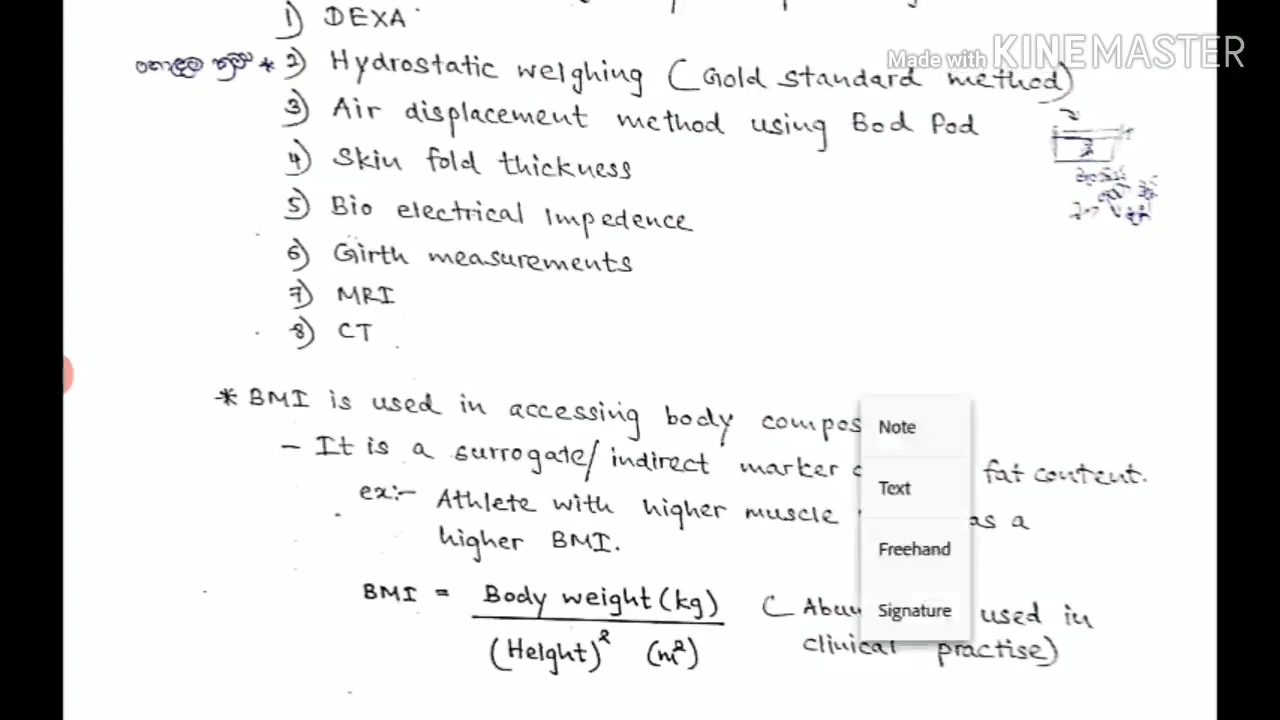 1) DEXA
Made with KINEMASTER
* 2) Hydrostatic weighing (Gold standard method)
3) Air displacement method using Bod Pod
4) Skin fold thickness
5) Bio electrical Impedence
6) Girth measurements
7) MRI
8) CT
* BMI is used in accessing body compos
- It is a surrogate/indirect marker fat content.
ex:- Athlete with higher muscle as a
higher BMI.
BMI = Body weight (kg) / (Height)² (m²)
( used in
clinical practise)
Note
Text
Freehand
Signature